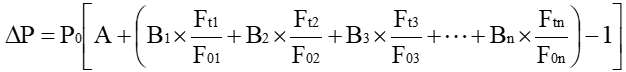 ΔP = P₀[A + (B₁ × Fₜ₁/F₀₁ + B₂ × Fₜ₂/F₀₂ + B₃ × Fₜ₃/F₀₃ + ⋯ + Bₙ × Fₜₙ/F₀ₙ) − 1]